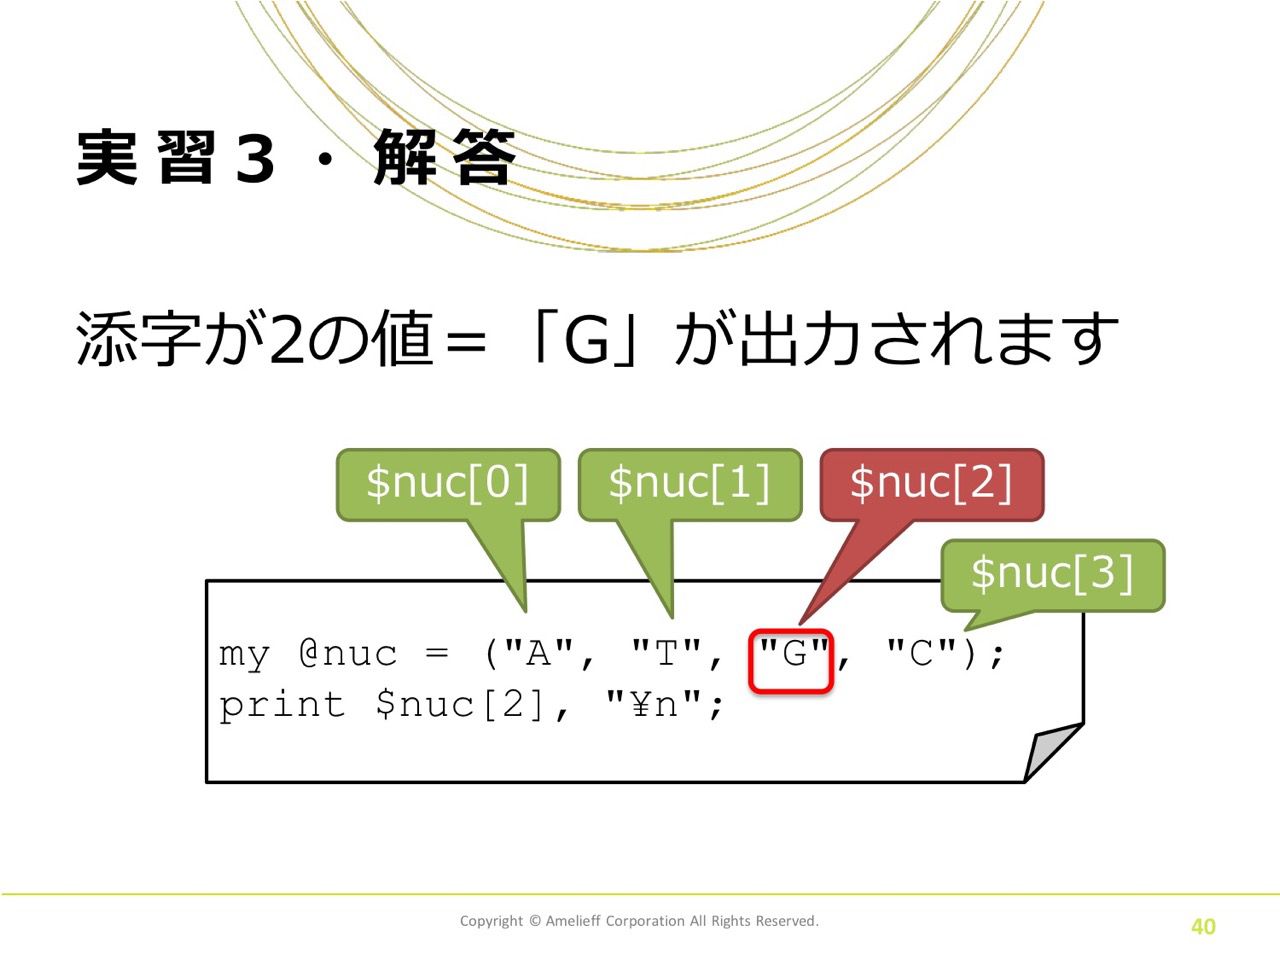 実習３・解答
添字が2の値＝「G」が出力されます
$nuc[0]
$nuc[1]
$nuc[2]
$nuc[3]
my @nuc = ("A", "T", "G", "C");
print $nuc[2], "¥n";
Copyright © Amelieff Corporation All Rights Reserved.
40